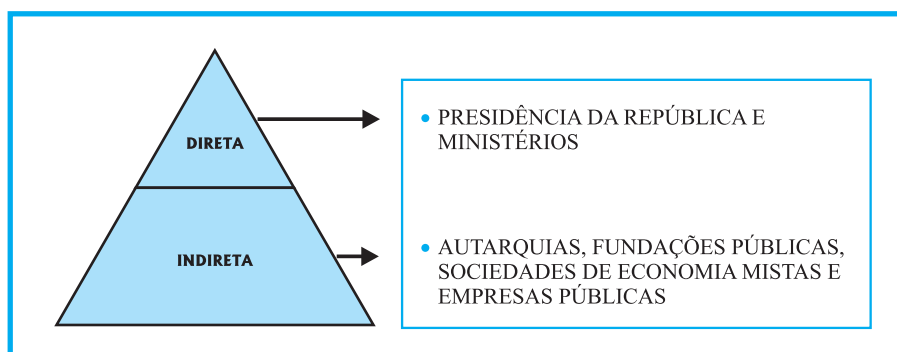 DIRETA
• PRESIDÊNCIA DA REPÚBLICA E
MINISTÉRIOS
INDIRETA
• AUTARQUIAS, FUNDAÇÕES PÚBLICAS,
SOCIEDADES DE ECONOMIA MISTAS E
EMPRESAS PÚBLICAS